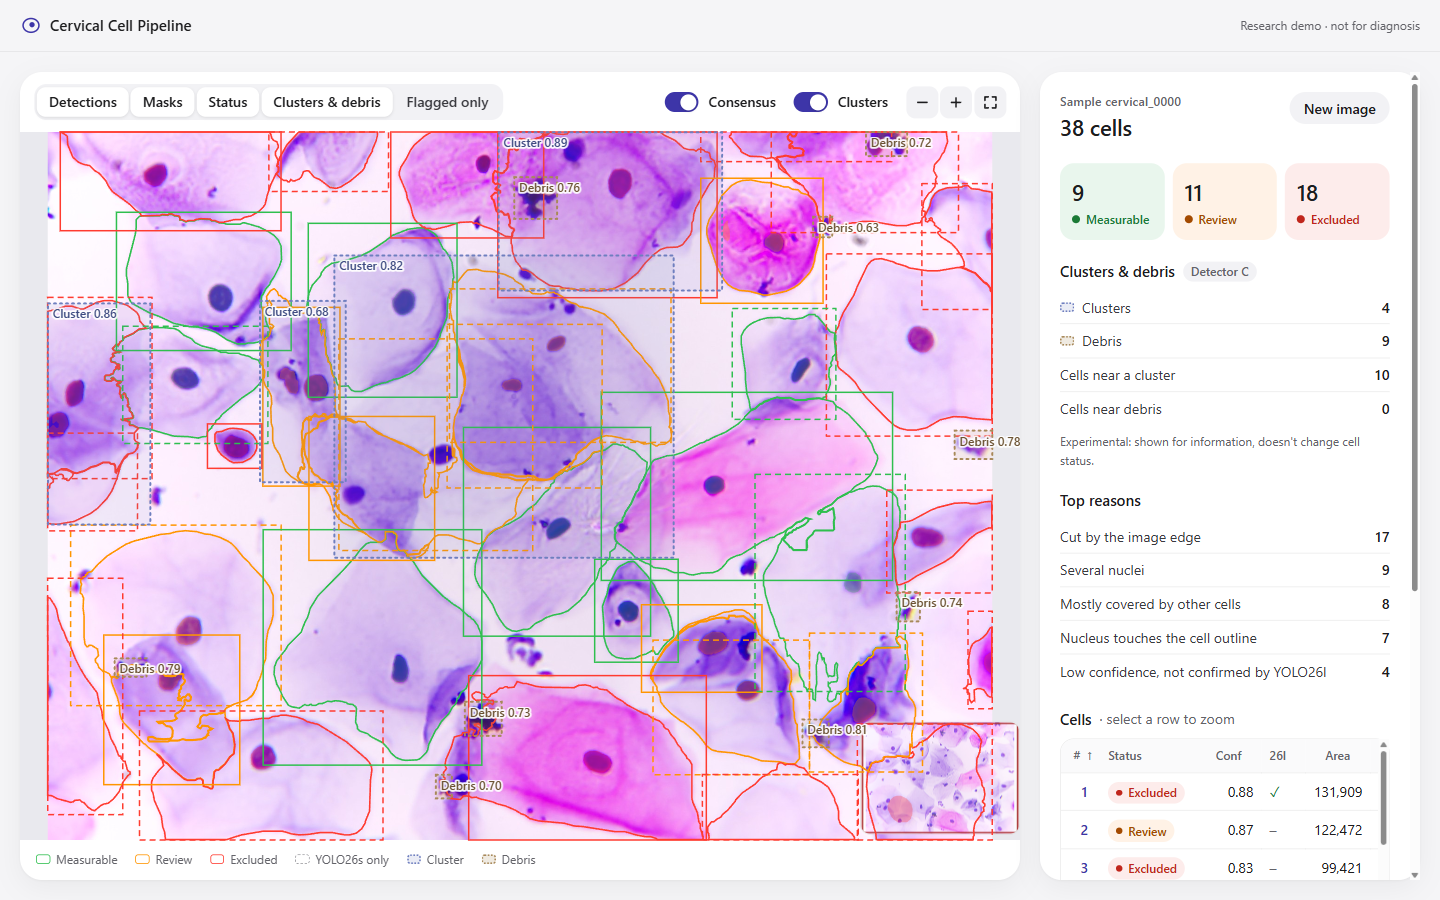 Cervical Cell Pipeline
Research demo · not for diagnosis
Detections
Masks
Status
Clusters & debris
Flagged only
Consensus
Clusters
Cluster 0.89
Debris 0.72
Debris 0.76
Debris 0.63
Cluster 0.82
Cluster 0.86
Cluster 0.68
Debris 0.78
Debris 0.74
Debris 0.79
Debris 0.73
Debris 0.81
Debris 0.70
Measurable
Review
Excluded
YOLO26s only
Cluster
Debris
Sample cervical_0000
38 cells
New image
9
Measurable
11
Review
18
Excluded
Clusters & debris
Detector C
Clusters 4
Debris 9
Cells near a cluster 10
Cells near debris 0
Experimental: shown for information, doesn't change cell
status.
Top reasons
Cut by the image edge 17
Several nuclei 9
Mostly covered by other cells 8
Nucleus touches the cell outline 7
Low confidence, not confirmed by YOLO26l 4
Cells · select a row to zoom
# ↑ Status Conf 26l Area
1 Excluded 0.88 ✓ 131,909
2 Review 0.87 – 122,472
3 Excluded 0.83 – 99,421